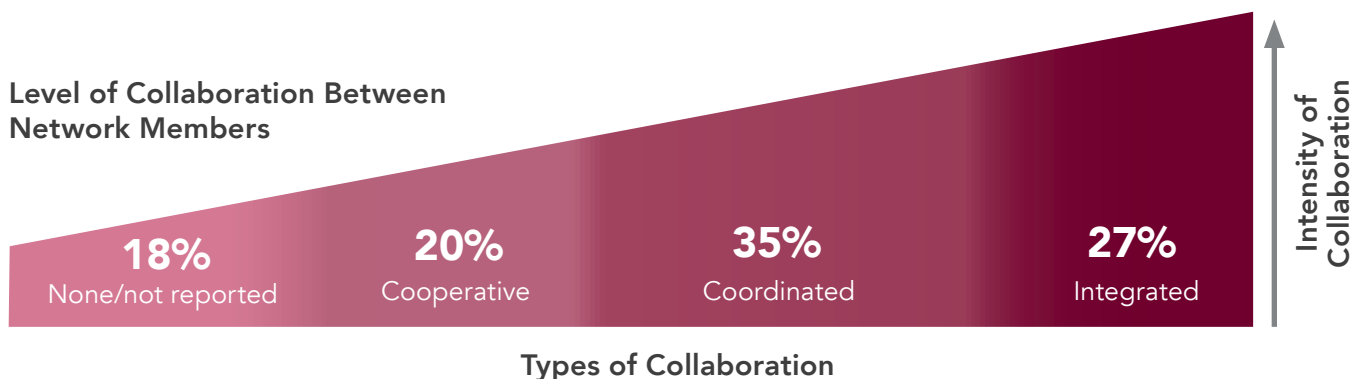 Level of Collaboration Between
Network Members
18%
None/not reported
20%
Cooperative
35%
Coordinated
27%
Integrated
Intensity of
Collaboration
Types of Collaboration